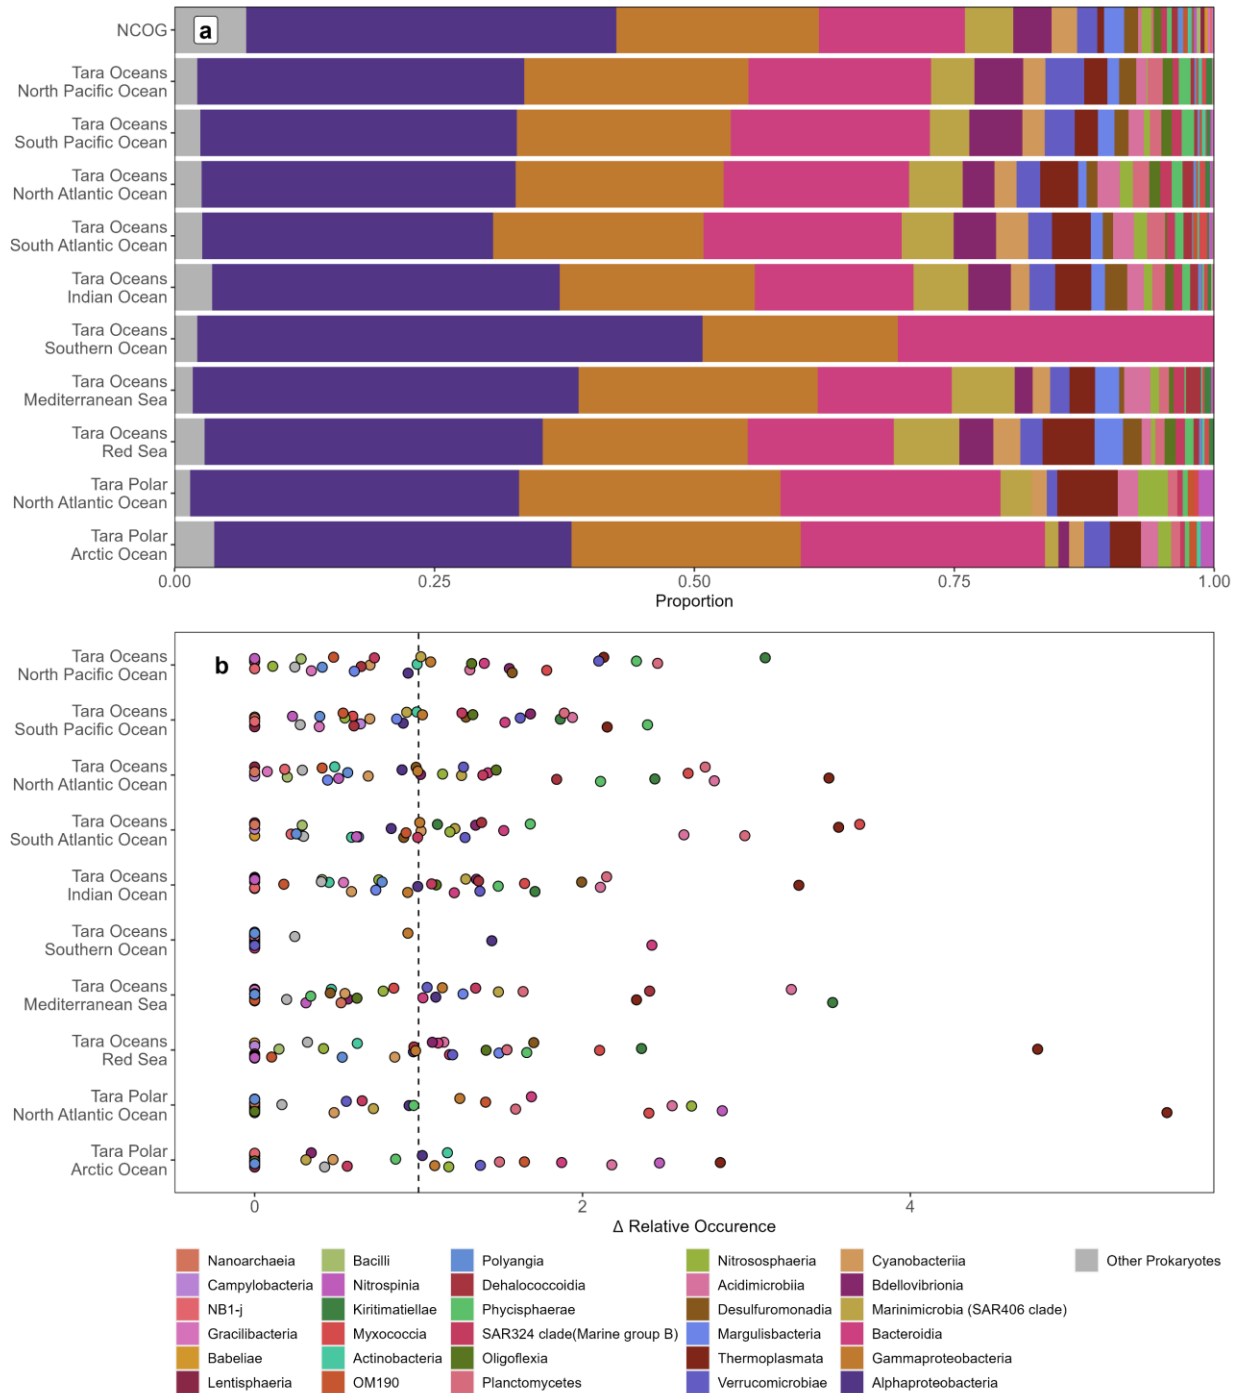 a
NCOG
Tara Oceans
North Pacific Ocean
Tara Oceans
South Pacific Ocean
Tara Oceans
North Atlantic Ocean
Tara Oceans
South Atlantic Ocean
Tara Oceans
Indian Ocean
Tara Oceans
Southern Ocean
Tara Oceans
Mediterranean Sea
Tara Oceans
Red Sea
Tara Polar
North Atlantic Ocean
Tara Polar
Arctic Ocean
0.00 0.25 0.50 0.75 1.00
Proportion
b
Tara Oceans
North Pacific Ocean
Tara Oceans
South Pacific Ocean
Tara Oceans
North Atlantic Ocean
Tara Oceans
South Atlantic Ocean
Tara Oceans
Indian Ocean
Tara Oceans
Southern Ocean
Tara Oceans
Mediterranean Sea
Tara Oceans
Red Sea
Tara Polar
North Atlantic Ocean
Tara Polar
Arctic Ocean
0 2 4
Δ Relative Occurence
Nanoarchaeia Bacilli Polyangia Nitrososphaeria Cyanobacteriia Other Prokaryotes
Campylobacteria Nitrospinia Dehalococcoidia Acidimicrobiia Bdellovibrionia
NB1-j Kiritimatiellae Phycisphaerae Desulfuromonadia Marinimicrobia (SAR406 clade)
Gracilibacteria Myxococcia SAR324 clade(Marine group B) Margulisbacteria Bacteroidia
Babeliae Actinobacteria Oligoflexia Thermoplasmata Gammaproteobacteria
Lentisphaeria OM190 Planctomycetes Verrucomicrobiae Alphaproteobacteria